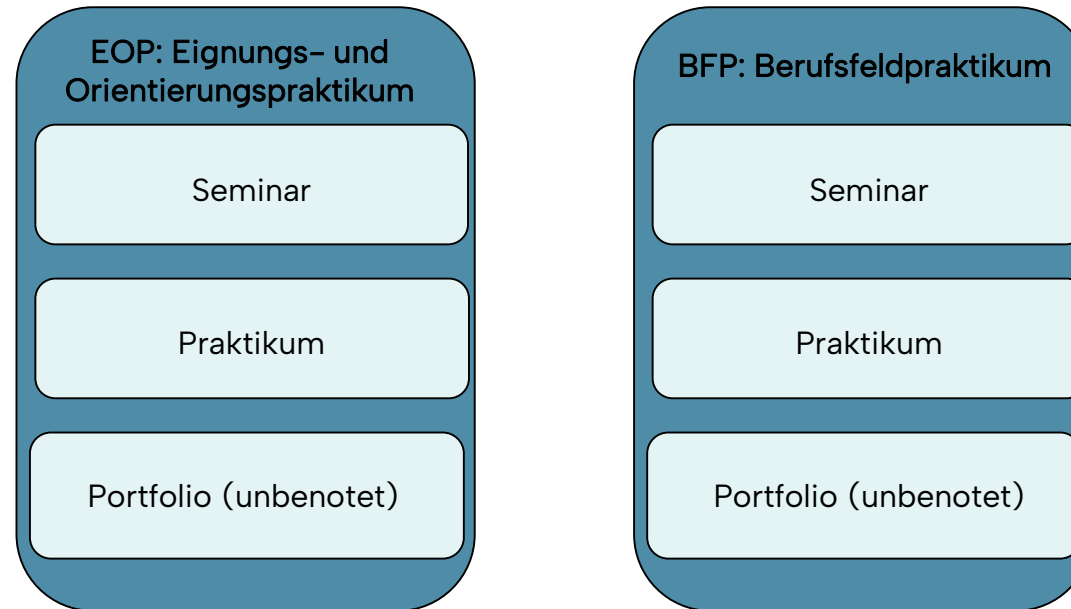 EOP: Eignungs- und
Orientierungspraktikum
Seminar
Praktikum
Portfolio (unbenotet)
BFP: Berufsfeldpraktikum
Seminar
Praktikum
Portfolio (unbenotet)